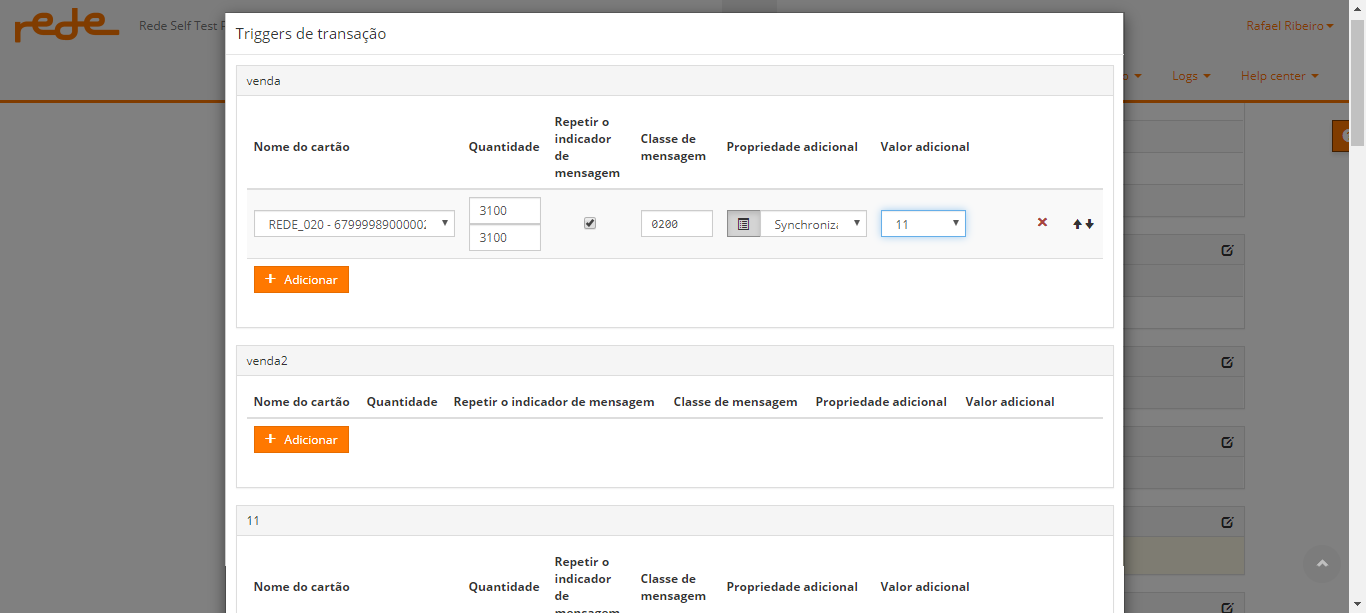 rede
Rede Self Test
Rafael Ribeiro
Logs
Help center
Triggers de transação
venda
Nome do cartão
Quantidade
Repetir o
indicador
de
mensagem
Classe de
mensagem
Propriedade adicional
Valor adicional
REDE_020 - 67999989000002
3100
3100
0200
Synchroniza
11
+ Adicionar
venda2
Nome do cartão Quantidade Repetir o indicador de mensagem Classe de mensagem Propriedade adicional Valor adicional
+ Adicionar
11
Nome do cartão
Quantidade
Repetir o
indicador
de
mensagem
Classe de
mensagem
Propriedade adicional
Valor adicional